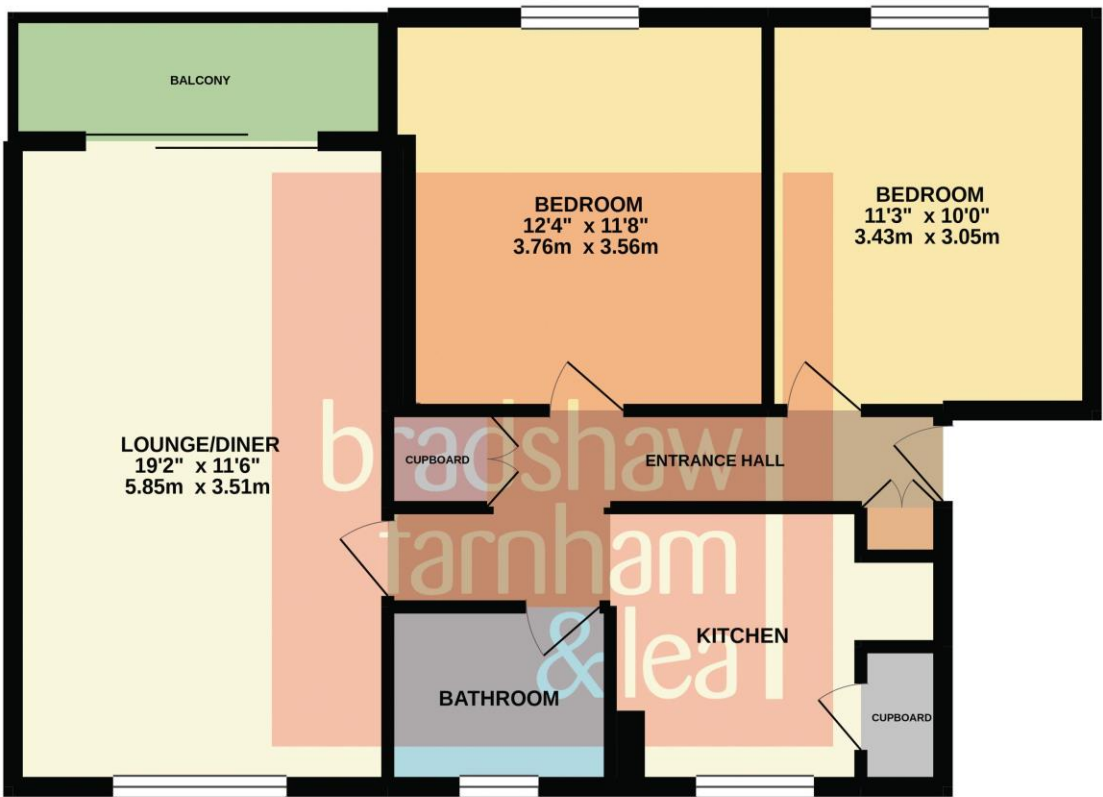 BALCONY
BEDROOM
12'4" x 11'8"
3.76m x 3.56m
BEDROOM
11'3" x 10'0"
3.43m x 3.05m
LOUNGE/DINER
19'2" x 11'6"
5.85m x 3.51m
CUPBOARD
ENTRANCE HALL
bradshaw
farnham
&lea
KITCHEN
BATHROOM
CUPBOARD